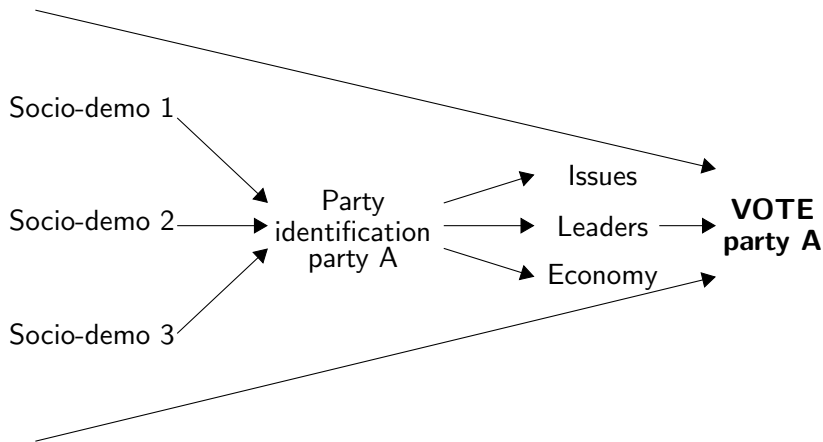 Socio-demo 1
Socio-demo 2
Socio-demo 3
Party
identification
party A
Issues
Leaders
Economy
VOTE
party A